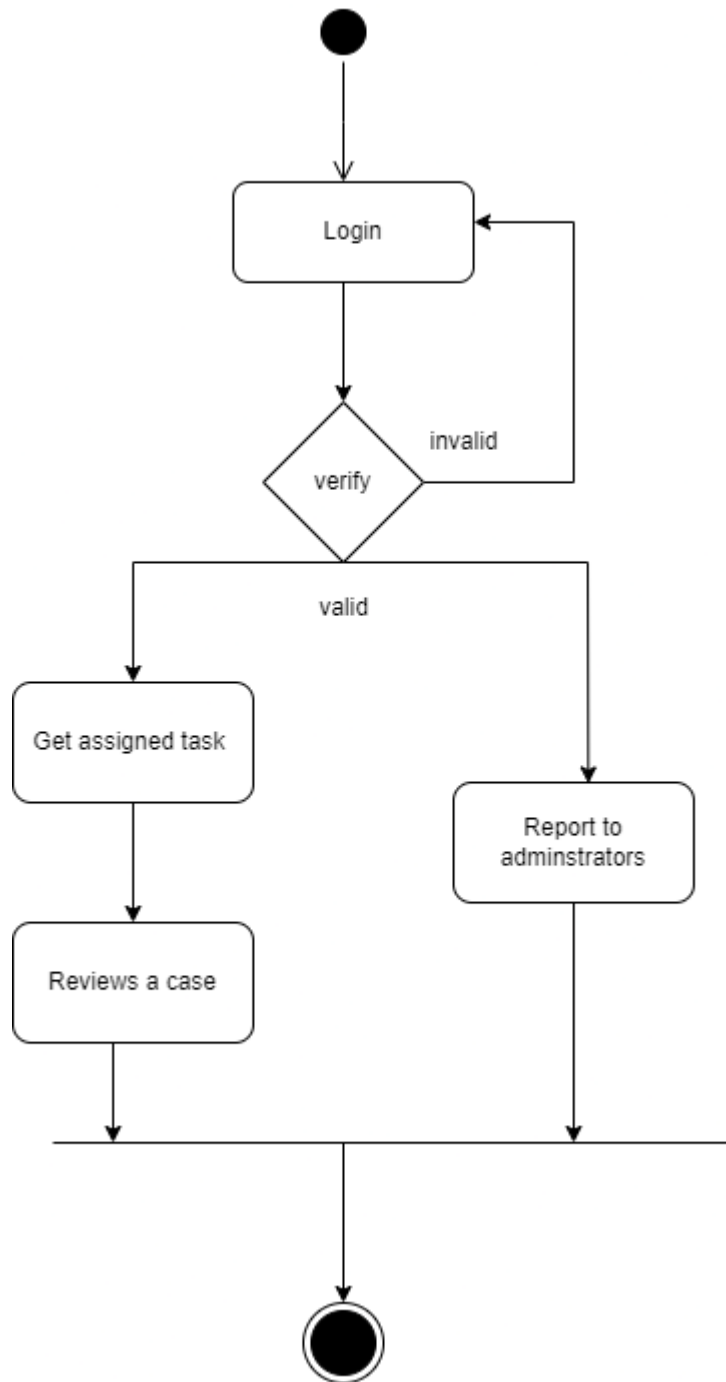 Login
invalid
verify
valid
Get assigned task
Report to
adminstrators
Reviews a case